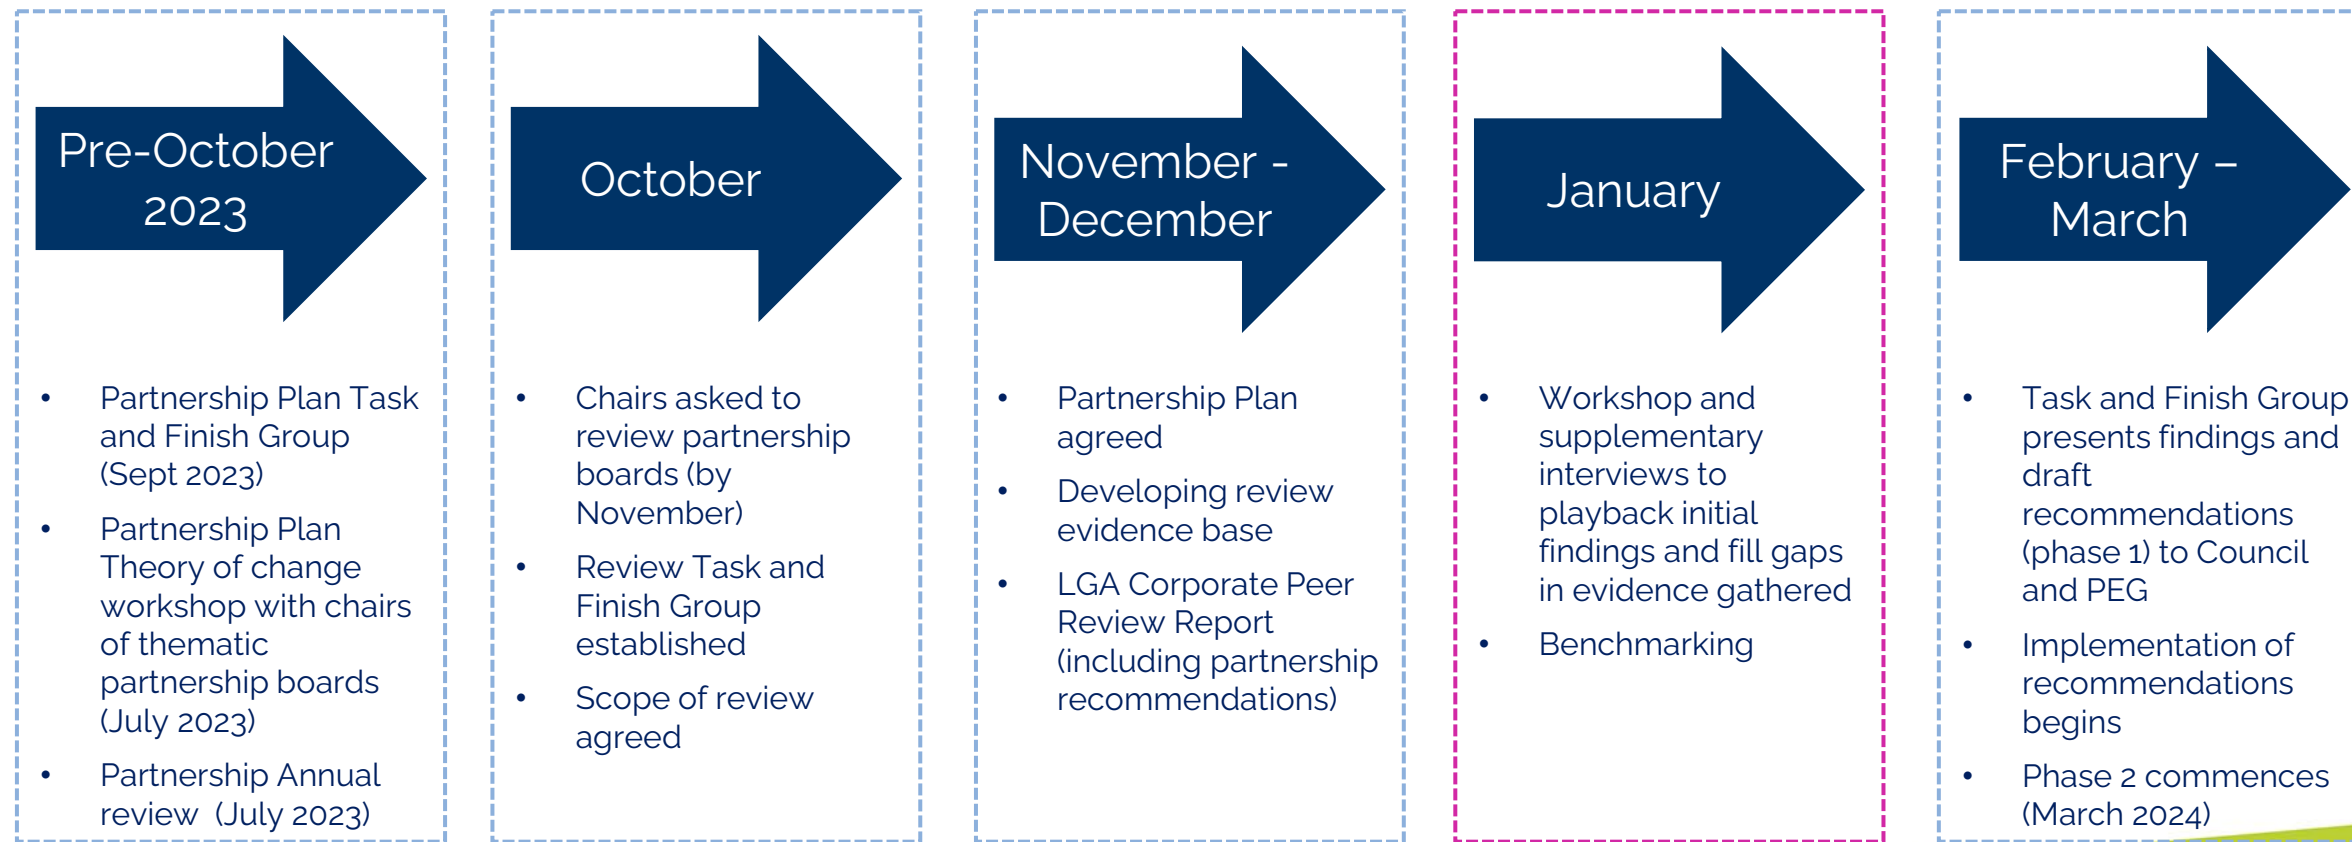 Pre-October
2023
• Partnership Plan Task
and Finish Group
(Sept 2023)
• Partnership Plan
Theory of change
workshop with chairs
of thematic
partnership boards
(July 2023)
• Partnership Annual
review (July 2023)
October
• Chairs asked to
review partnership
boards (by
November)
• Review Task and
Finish Group
established
• Scope of review
agreed
November -
December
• Partnership Plan
agreed
• Developing review
evidence base
• LGA Corporate Peer
Review Report
(including partnership
recommendations)
January
• Workshop and
supplementary
interviews to
playback initial
findings and fill gaps
in evidence gathered
• Benchmarking
February –
March
• Task and Finish Group
presents findings and
draft
recommendations
(phase 1) to Council
and PEG
• Implementation of
recommendations
begins
• Phase 2 commences
(March 2024)